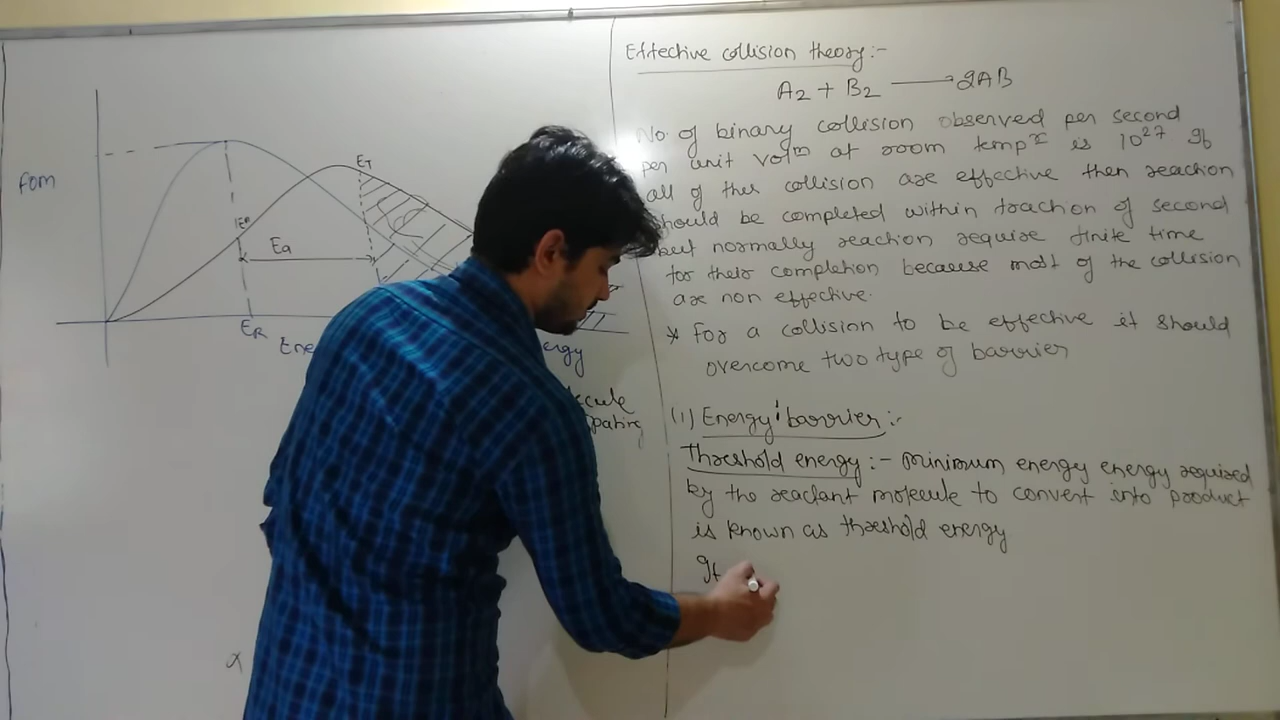 fom
ET
ER
Ea
ER
Ene
ergy
α
Effective collision theory:-
A2 + B2 ⟶ 2AB
No. of binary collision observed per second
per unit Volm at room tempr is 10^27 If
all of this collision are effective then reaction
should be completed within fraction of second
but normally reaction require finite time
for their completion because most of the collision
are non effective.
* For a collision to be effective it should
overcome two type of barrier
(1) Energy barrier :-
Threshold energy :- Minimum energy energy required
by the reactant molecule to convert into product
is known as threshold energy
If